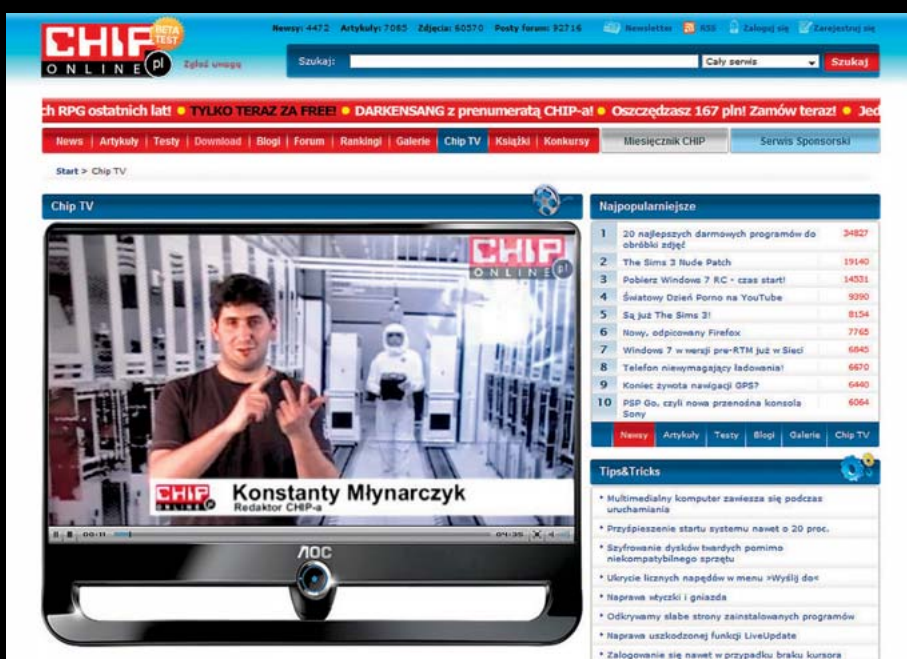 CHIP BETA TEST
ONLINE pl
Zgłoś uwagę
Newsy: 4472 Artykuły: 7085 Zdjęcia: 60570 Posty forum: 92716 Newsletter RSS Zaloguj się Zarejestruj się
Szukaj: Cały serwis Szukaj
ch RPG ostatnich lat! TYLKO TERAZ ZA FREE! DARKENSANG z prenumeratą CHIP-a! Oszczędzasz 167 pln! Zamów teraz! Jed
News Artykuły Testy Download Blogi Forum Rankingi Galerie Chip TV Książki Konkursy Miesięcznik CHIP Serwis Sponsorski
Start > Chip TV
Chip TV
CHIP
ONLINE pl
CHIP
ONLINE pl
Konstanty Młynarczyk
Redaktor CHIP-a
00:11 04:35
AOC
Najpopularniejsze
1 20 najlepszych darmowych programów do 34827
obróbki zdjęć
2 The Sims 3 Nude Patch 19140
3 Pobierz Windows 7 RC - czas start! 14531
4 Światowy Dzień Porno na YouTube 9390
5 Są już The Sims 3! 8154
6 Nowy, odpicowany Firefox 7765
7 Windows 7 w wersji pre-RTM już w Sieci 6845
8 Telefon niewymagający ładowania! 6670
9 Koniec żywota nawigacji GPS? 6440
10 PSP Go, czyli nowa przenośna konsola 6064
Sony
Newsy Artykuły Testy Blogi Galerie Chip TV
Tips&Tricks
* Multimedialny komputer zawiesza się podczas
uruchamiania
* Przyśpieszenie startu systemu nawet o 20 proc.
* Szyfrowanie dysków twardych pomimo
niekompatybilnego sprzętu
* Ukrycie licznych napędów w menu »Wyślij do«
* Naprawa wtyczki i gniazda
* Odkrywamy słabe strony zainstalowanych programów
* Naprawa uszkodzonej funkcji LiveUpdate
* Zalogowanie się nawet w przypadku braku kursora